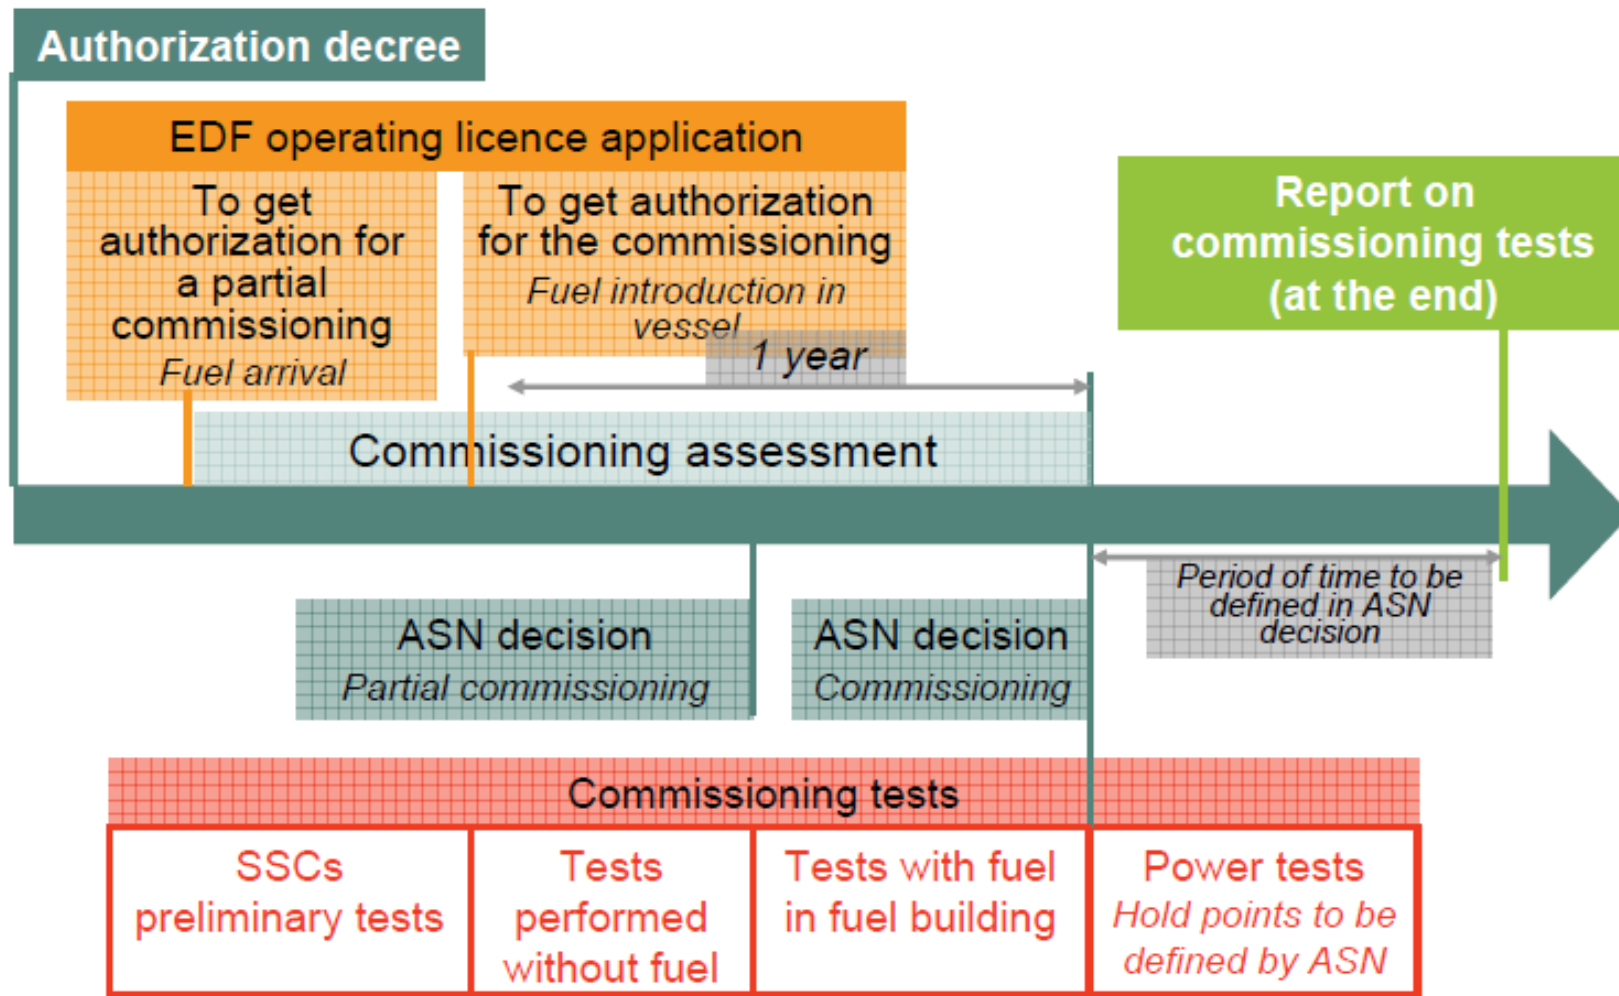 Authorization decree
EDF operating licence application
To get
authorization for
a partial
commissioning
Fuel arrival
To get authorization
for the commissioning
Fuel introduction in
vessel
1 year
Report on
commissioning tests
(at the end)
Commissioning assessment
Period of time to be
defined in ASN
decision
ASN decision
Partial commissioning
ASN decision
Commissioning
Commissioning tests
SSCs
preliminary tests
Tests
performed
without fuel
Tests with fuel
in fuel building
Power tests
Hold points to be
defined by ASN